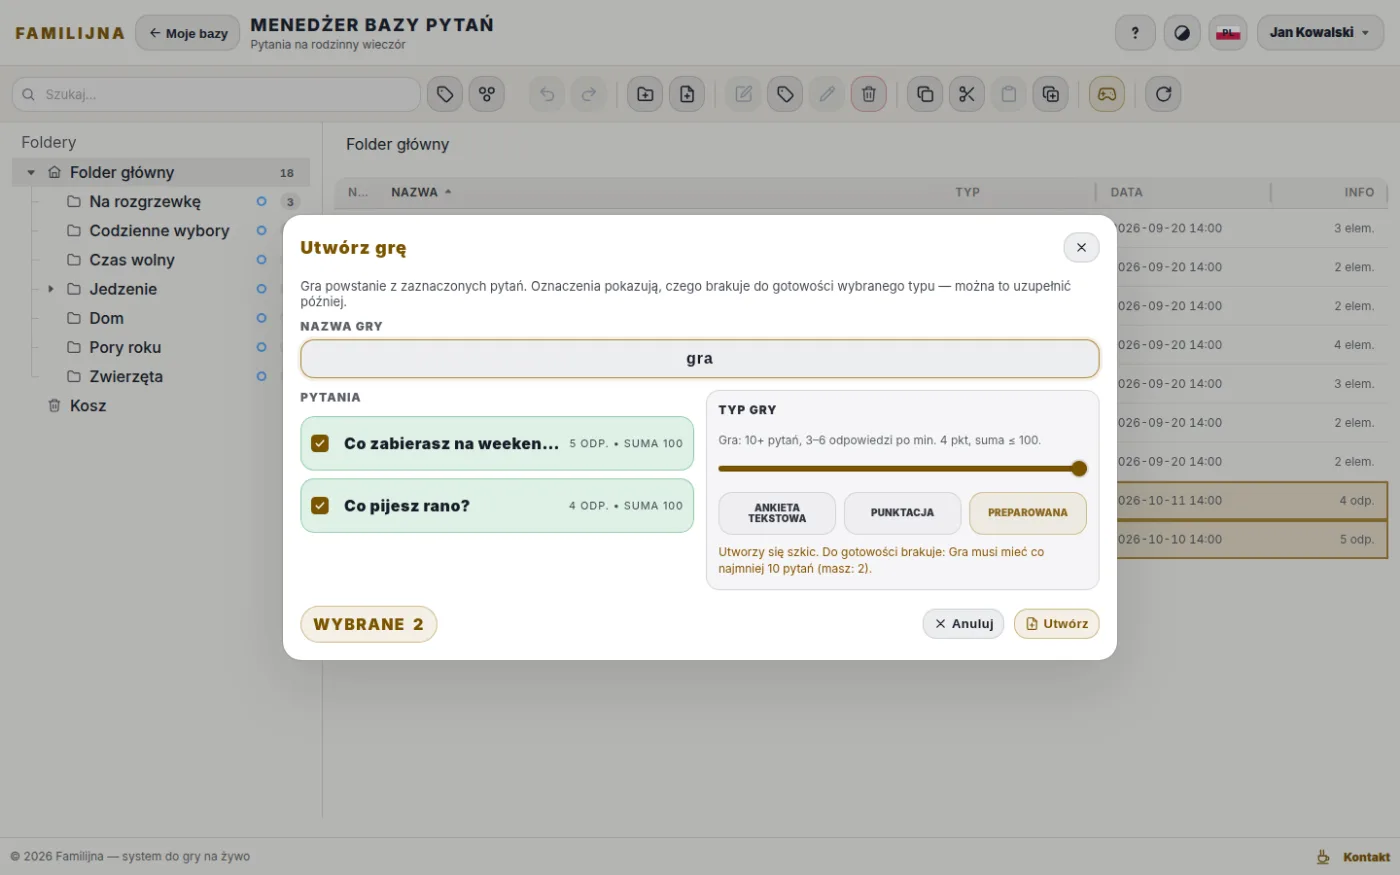 FAMILIJNA
← Moje bazy
MENEDŻER BAZY PYTAŃ
Pytania na rodzinny wieczór
?
PL
Jan Kowalski
Szukaj...
Foldery
Folder główny 18
Na rozgrzewkę 3
Codzienne wybory
Czas wolny
Jedzenie
Dom
Pory roku
Zwierzęta
Kosz
Folder główny
N... NAZWA TYP DATA INFO
026-09-20 14:00 3 elem.
026-09-20 14:00 2 elem.
026-09-20 14:00 2 elem.
026-09-20 14:00 4 elem.
026-09-20 14:00 3 elem.
026-09-20 14:00 2 elem.
026-09-20 14:00 2 elem.
026-10-11 14:00 4 odp.
026-10-10 14:00 5 odp.
Utwórz grę
Gra powstanie z zaznaczonych pytań. Oznaczenia pokazują, czego brakuje do gotowości wybranego typu — można to uzupełnić
później.
NAZWA GRY
gra
PYTANIA
Co zabierasz na weeken... 5 ODP. • SUMA 100
Co pijesz rano? 4 ODP. • SUMA 100
TYP GRY
Gra: 10+ pytań, 3–6 odpowiedzi po min. 4 pkt, suma ≤ 100.
ANKIETA
TEKSTOWA
PUNKTACJA
PREPAROWANA
Utworzy się szkic. Do gotowości brakuje: Gra musi mieć co
najmniej 10 pytań (masz: 2).
WYBRANE 2
Anuluj
Utwórz
© 2026 Familijna — system do gry na żywo
Kontakt